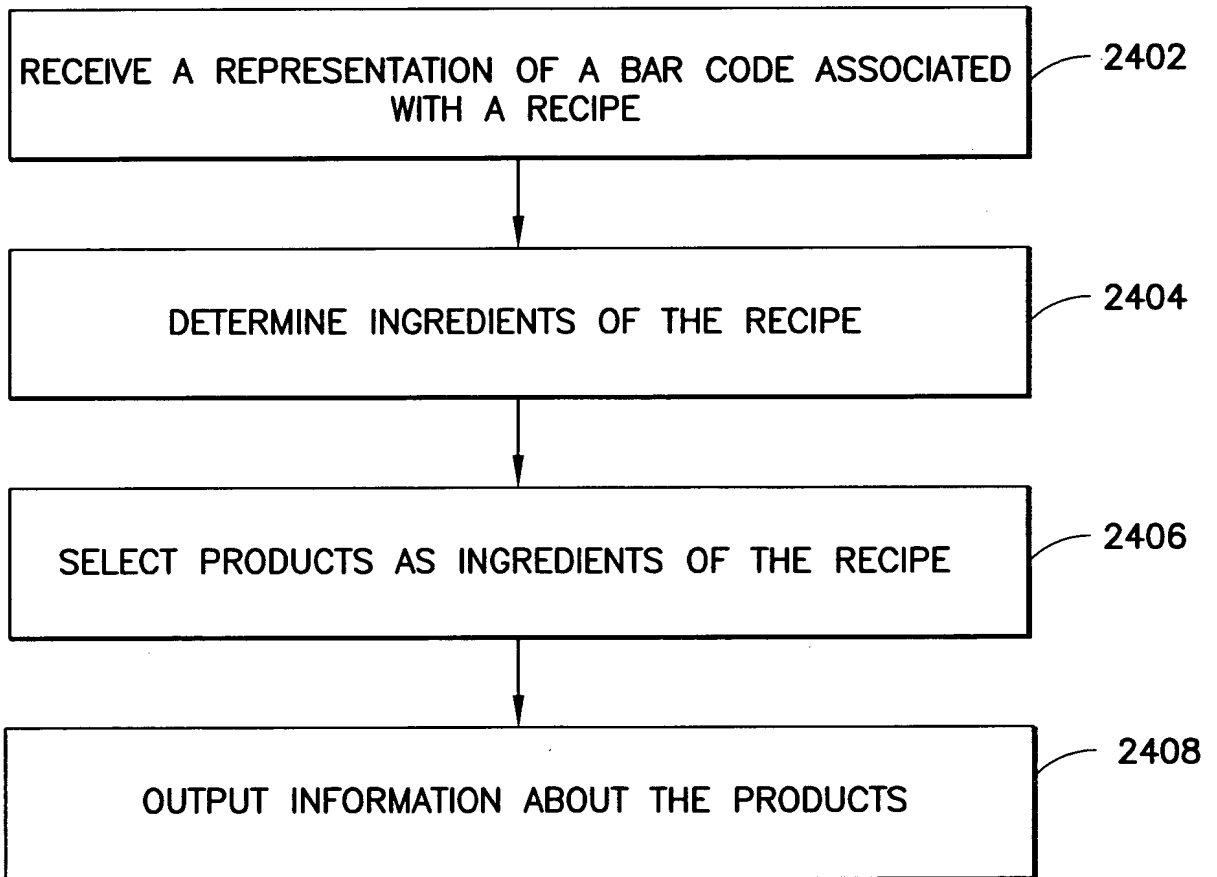 RECEIVE A REPRESENTATION OF A BAR CODE ASSOCIATED
WITH A RECIPE
2402
DETERMINE INGREDIENTS OF THE RECIPE
2404
SELECT PRODUCTS AS INGREDIENTS OF THE RECIPE
2406
OUTPUT INFORMATION ABOUT THE PRODUCTS
2408